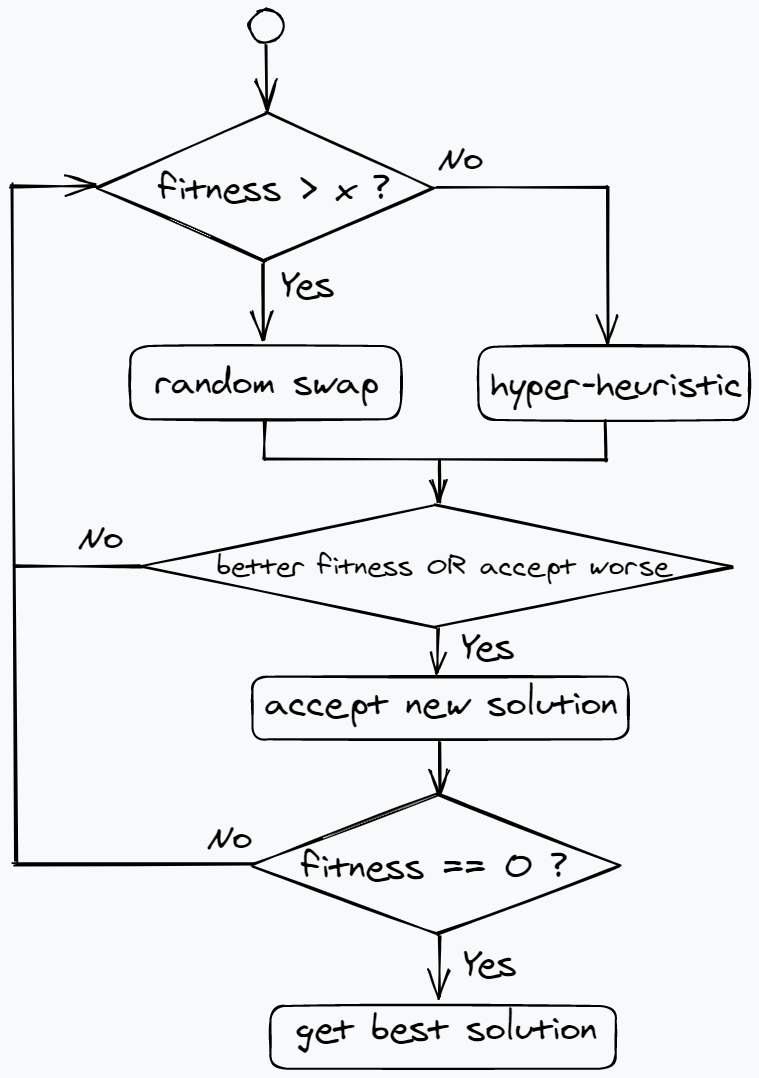 No
fitness > x ?
Yes
random swap
hyper-heuristic
No
better fitness OR accept worse
Yes
accept new solution
No
fitness == 0 ?
Yes
get best solution